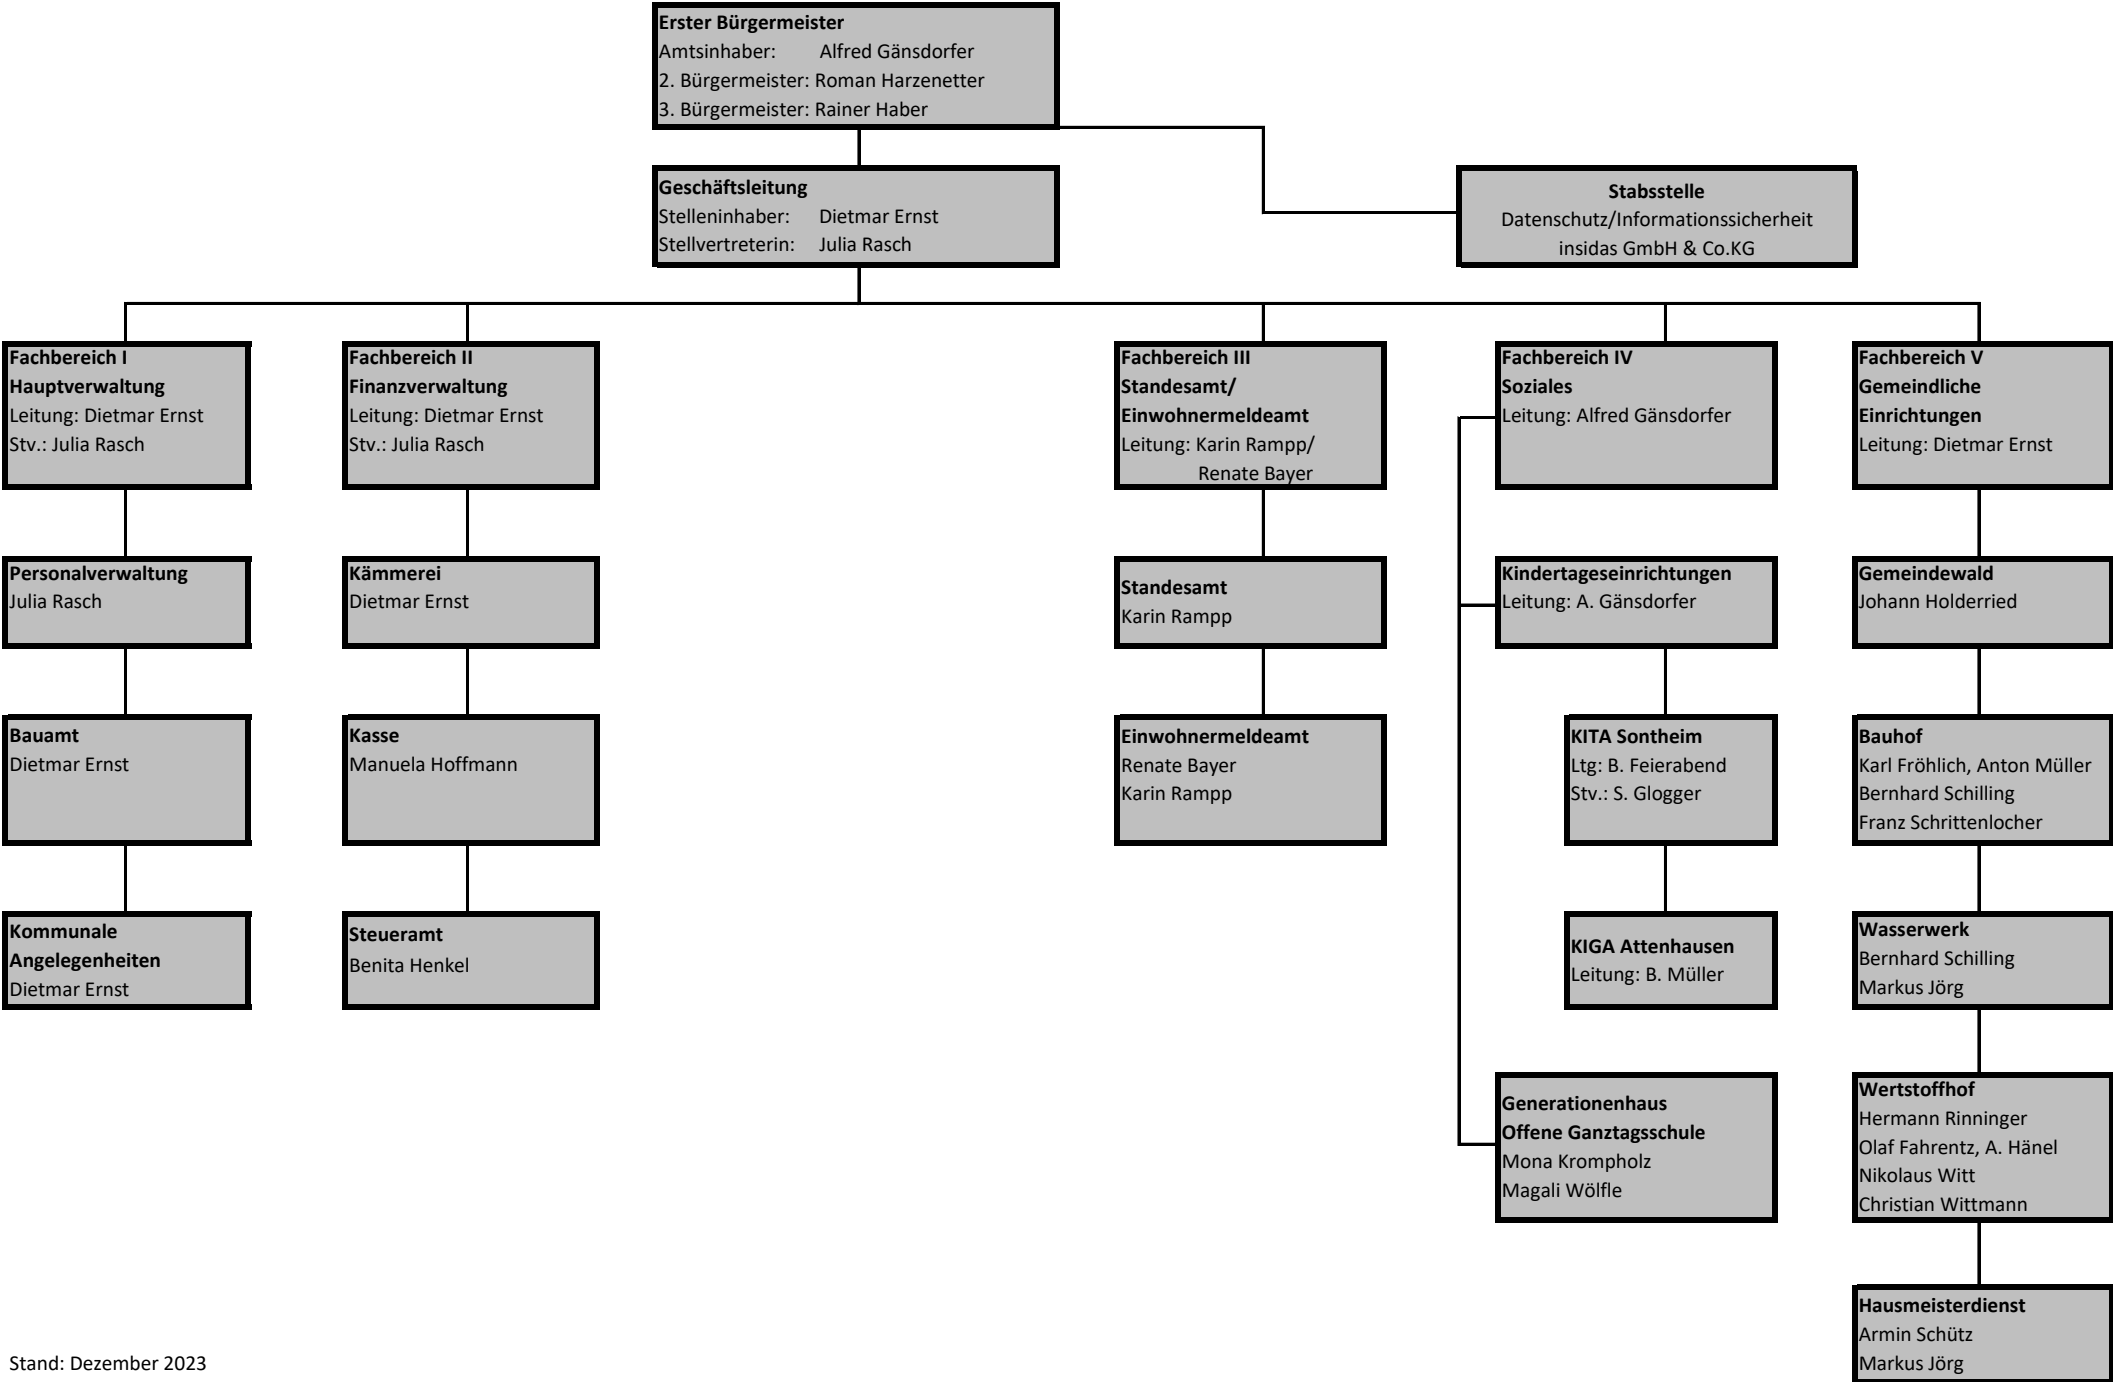 Erster Bürgermeister
Amtsinhaber: Alfred Gänsdorfer
2. Bürgermeister: Roman Harzenetter
3. Bürgermeister: Rainer Haber
Geschäftsleitung
Stelleninhaber: Dietmar Ernst
Stellvertreterin: Julia Rasch
Stabsstelle
Datenschutz/Informationssicherheit
insidas GmbH & Co.KG
Fachbereich I
Hauptverwaltung
Leitung: Dietmar Ernst
Stv.: Julia Rasch
Fachbereich II
Finanzverwaltung
Leitung: Dietmar Ernst
Stv.: Julia Rasch
Fachbereich III
Standesamt/
Einwohnermeldeamt
Leitung: Karin Rampp/
Renate Bayer
Fachbereich IV
Soziales
Leitung: Alfred Gänsdorfer
Fachbereich V
Gemeindliche
Einrichtungen
Leitung: Dietmar Ernst
Personalverwaltung
Julia Rasch
Kämmerei
Dietmar Ernst
Standesamt
Karin Rampp
Kindertageseinrichtungen
Leitung: A. Gänsdorfer
Gemeindewald
Johann Holderried
Bauamt
Dietmar Ernst
Kasse
Manuela Hoffmann
Einwohnermeldeamt
Renate Bayer
Karin Rampp
KITA Sontheim
Ltg: B. Feierabend
Stv.: S. Glogger
Bauhof
Karl Fröhlich, Anton Müller
Bernhard Schilling
Franz Schrittenlocher
Kommunale
Angelegenheiten
Dietmar Ernst
Steueramt
Benita Henkel
KIGA Attenhausen
Leitung: B. Müller
Wasserwerk
Bernhard Schilling
Markus Jörg
Generationenhaus
Offene Ganztagsschule
Mona Krompholz
Magali Wölfle
Wertstoffhof
Hermann Rinninger
Olaf Fahrentz, A. Hänel
Nikolaus Witt
Christian Wittmann
Hausmeisterdienst
Armin Schütz
Markus Jörg
Stand: Dezember 2023